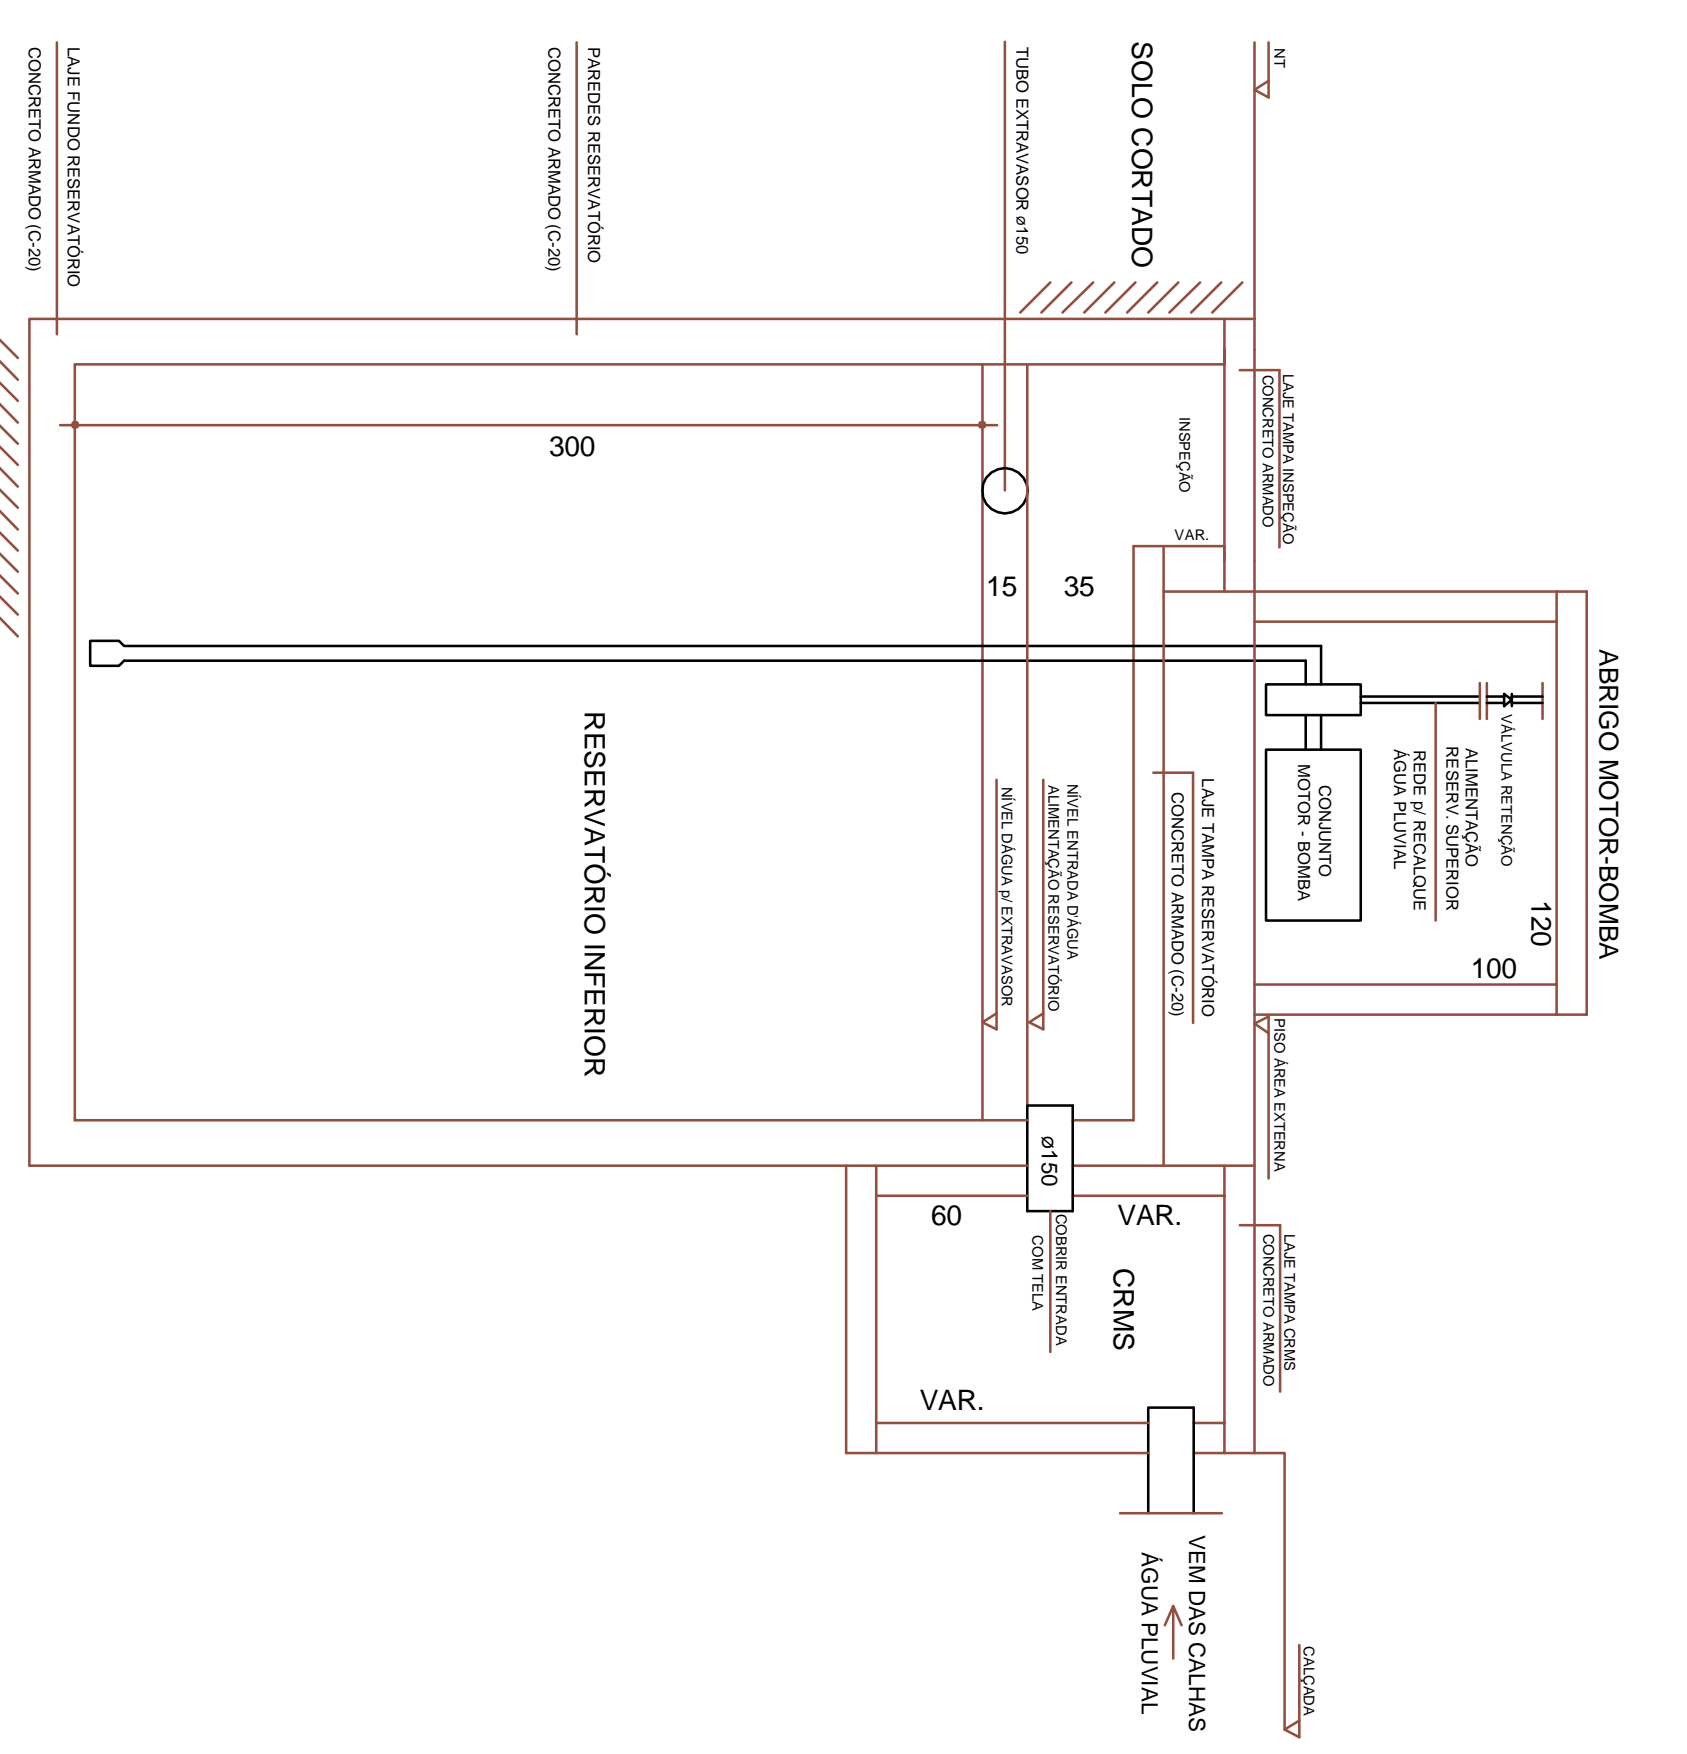 ABRIGO MOTOR-BOMBA
120
100
VÁLVULA RETENÇÃO
ALIMENTAÇÃO
RESERV. SUPERIOR
REDE p/ RECALQUE
ÁGUA PLUVIAL
CONJUNTO
MOTOR - BOMBA
NT
LAJE TAMPA INSPEÇÃO
CONCRETO ARMADO
PISO ÁREA EXTERNA
LAJE TAMPA CRMS
CONCRETO ARMADO
CALÇADA
SOLO CORTADO
INSPEÇÃO
VAR.
LAJE TAMPA RESERVATÓRIO
CONCRETO ARMADO (C-20)
VAR.
CRMS
VEM DAS CALHAS
ÁGUA PLUVIAL
TUBO EXTRAVASOR ø150
35
15
NÍVEL ENTRADA D'ÁGUA
ALIMENTAÇÃO RESERVATÓRIO
NÍVEL DÁGUA p/ EXTRAVASOR
ø150
COBRIR ENTRADA
COM TELA
60
VAR.
PAREDES RESERVATÓRIO
CONCRETO ARMADO (C-20)
300
RESERVATÓRIO INFERIOR
LAJE FUNDO RESERVATÓRIO
CONCRETO ARMADO (C-20)